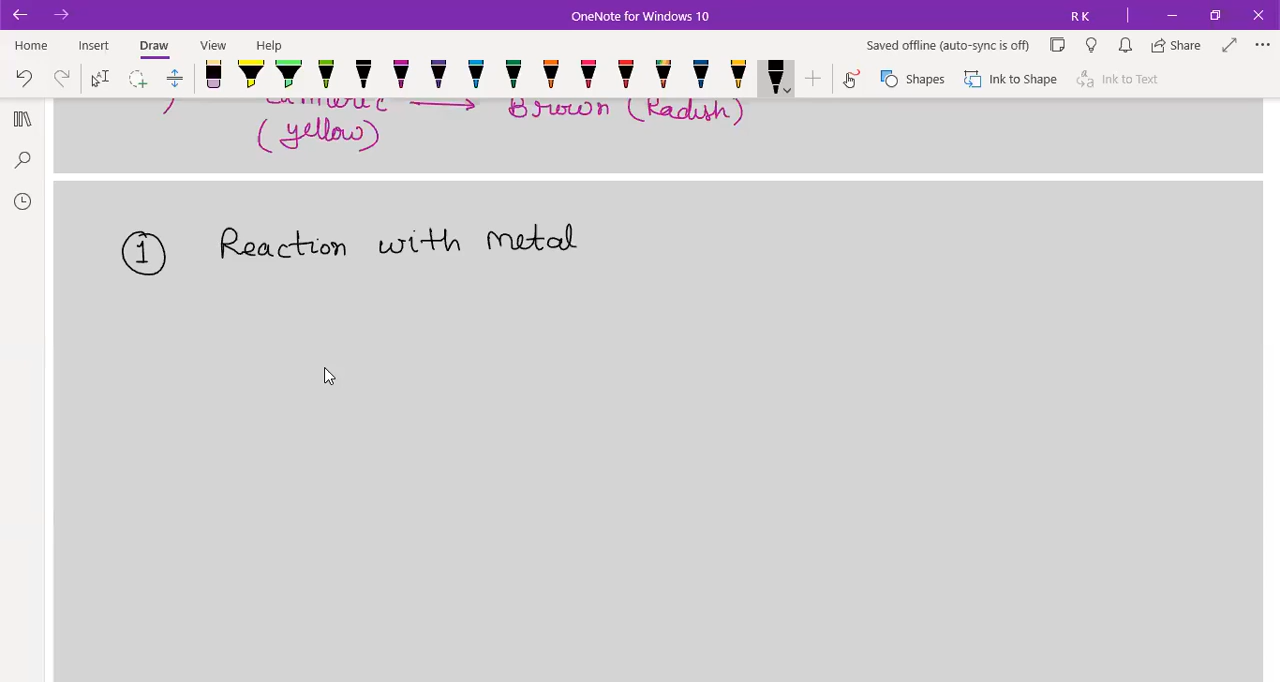 OneNote for Windows 10
R K
Home Insert Draw View Help
Saved offline (auto-sync is off) Share
Shapes Ink to Shape Ink to Text
Brown (Radish)
(yellow)
1 Reaction with metal